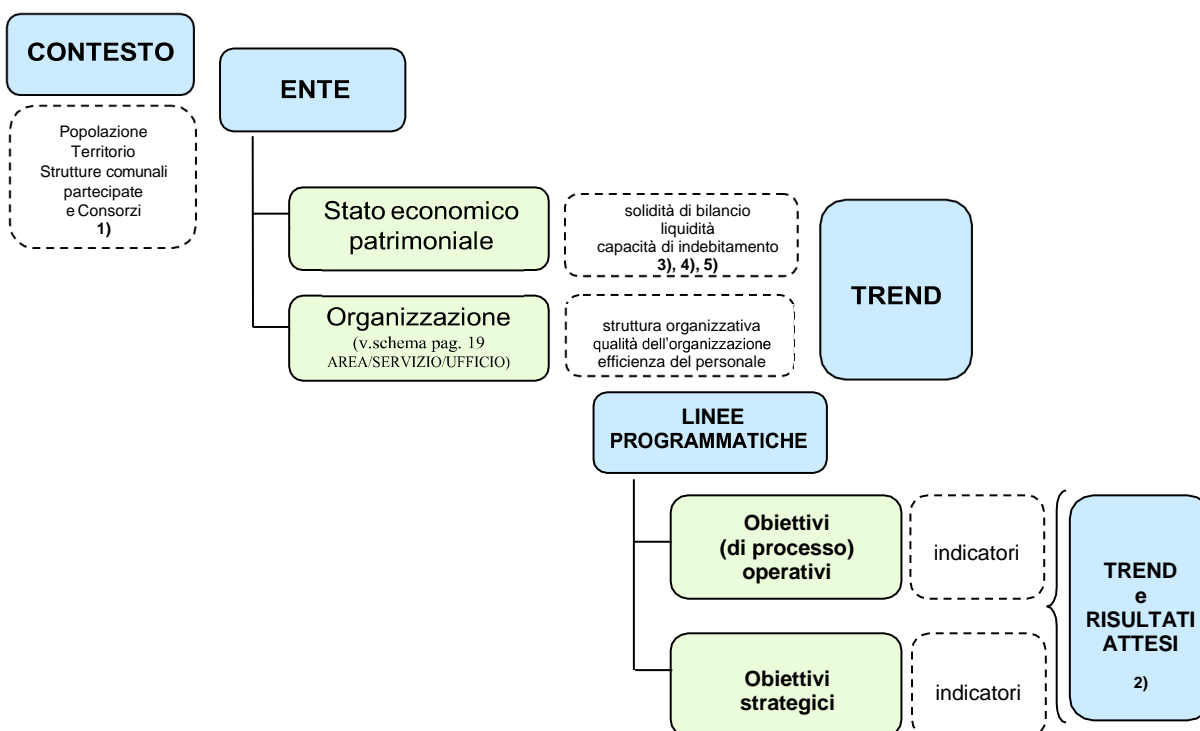 CONTESTO
Popolazione
Territorio
Strutture comunali
partecipate
e Consorzi
1)
ENTE
Stato economico
patrimoniale
solidità di bilancio
liquidità
capacità di indebitamento
3), 4), 5)
Organizzazione
(v.schema pag. 19
AREA/SERVIZIO/UFFICIO)
struttura organizzativa
qualità dell'organizzazione
efficienza del personale
TREND
LINEE
PROGRAMMATICHE
Obiettivi
(di processo)
operativi
indicatori
Obiettivi
strategici
indicatori
TREND
e
RISULTATI
ATTESI
2)